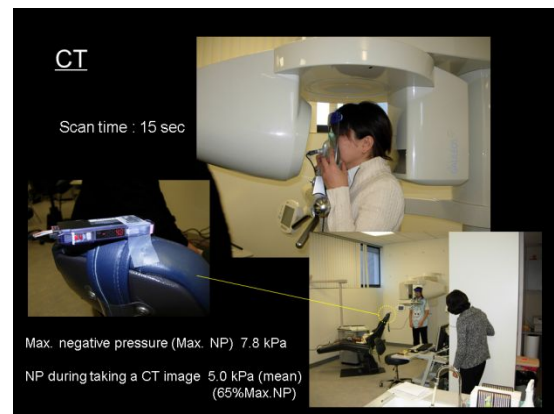 CT
Scan time : 15 sec
Max. negative pressure (Max. NP) 7.8 kPa
NP during taking a CT image 5.0 kPa (mean)
(65%Max.NP)